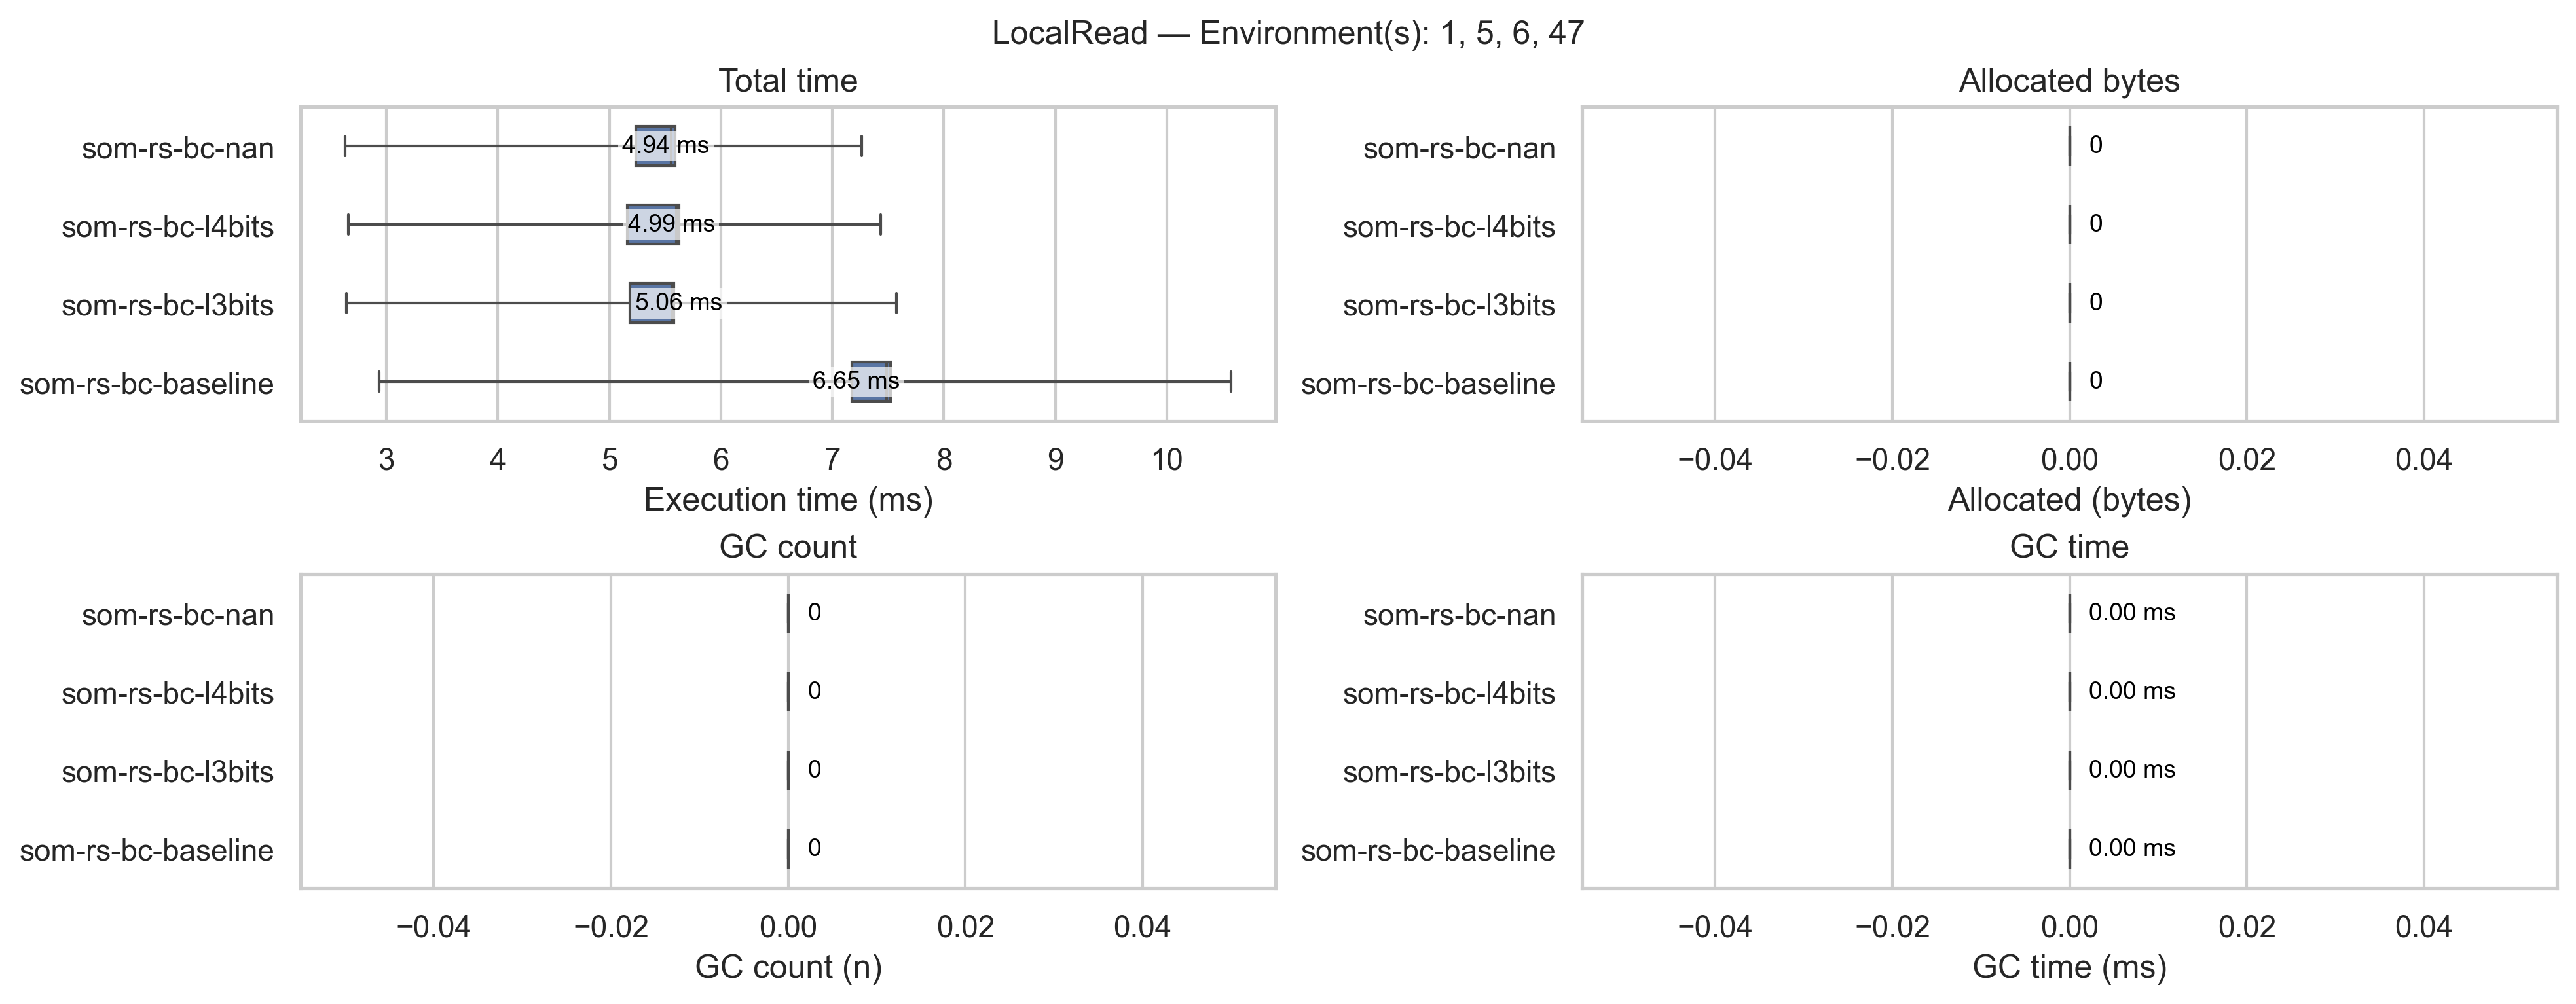 LocalRead — Environment(s): 1, 5, 6, 47
Total time
som-rs-bc-nan
4.94 ms
som-rs-bc-l4bits
4.99 ms
som-rs-bc-l3bits
5.06 ms
som-rs-bc-baseline
6.65 ms
3 4 5 6 7 8 9 10
Execution time (ms)
Allocated bytes
som-rs-bc-nan
0
som-rs-bc-l4bits
0
som-rs-bc-l3bits
0
som-rs-bc-baseline
0
−0.04 −0.02 0.00 0.02 0.04
Allocated (bytes)
GC count
som-rs-bc-nan
0
som-rs-bc-l4bits
0
som-rs-bc-l3bits
0
som-rs-bc-baseline
0
−0.04 −0.02 0.00 0.02 0.04
GC count (n)
GC time
som-rs-bc-nan
0.00 ms
som-rs-bc-l4bits
0.00 ms
som-rs-bc-l3bits
0.00 ms
som-rs-bc-baseline
0.00 ms
−0.04 −0.02 0.00 0.02 0.04
GC time (ms)